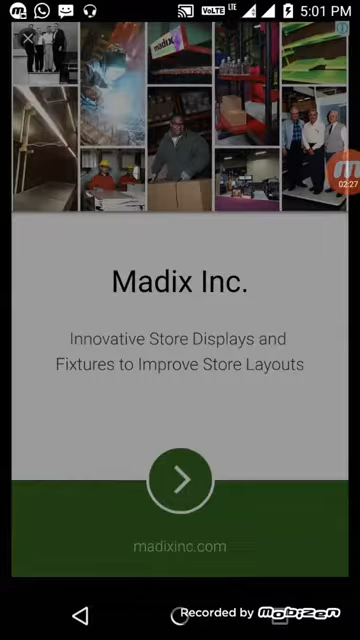 VoLTE LTE 5:01 PM
madix
02:27
Madix Inc.
Innovative Store Displays and
Fixtures to Improve Store Layouts
madixinc.com
Recorded by mobizen